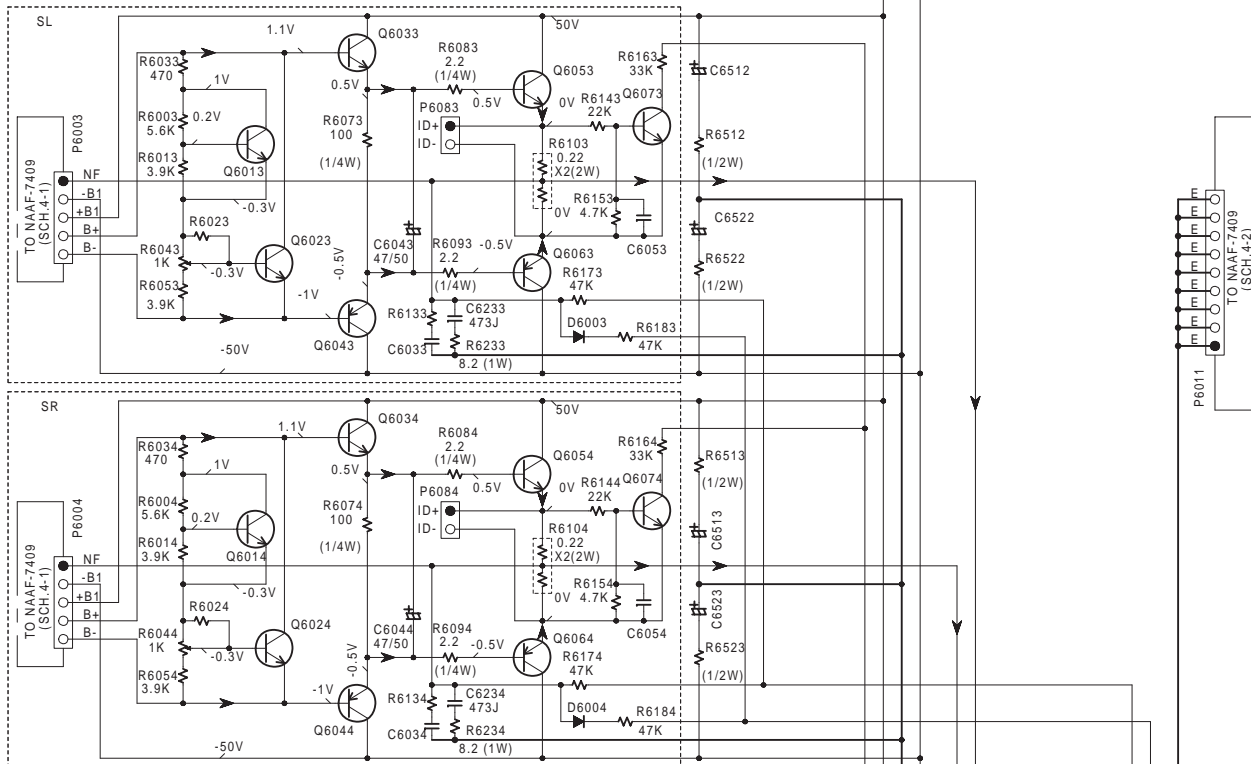 SL
1.1V
Q6033
50V
R6033
470
1V
R6083
2.2
(1/4W)
0.5V
Q6053
0V
0.5V
R6163
33K
C6512
R6003
5.6K
0.2V
P6083
ID+
ID-
R6143
22K
Q6073
R6073
100
(1/4W)
R6103
0.22
X2(2W)
R6512
(1/2W)
P6003
R6013
3.9K
Q6013
TO NAAF-7409
(SCH.4-1)
NF
-B1
+B1
B+
B-
-0.3V
R6153
4.7K
0V
C6522
R6023
Q6023
R6043
1K
-0.3V
-0.5V
C6043
47/50
R6093
2.2
(1/4W)
-0.5V
Q6063
C6053
R6522
(1/2W)
R6053
3.9K
-1V
R6173
47K
R6133
C6233
473J
D6003
R6183
47K
Q6043
C6033
R6233
8.2 (1W)
-50V
E
E
E
E
E
E
E
E
E
TO NAAF-7409
(SCH.4-2)
P6011
SR
1.1V
Q6034
50V
R6034
470
1V
R6084
2.2
(1/4W)
0.5V
Q6054
0V
0.5V
R6164
33K
R6513
(1/2W)
R6004
5.6K
0.2V
P6084
ID+
ID-
R6144
22K
Q6074
R6074
100
(1/4W)
R6104
0.22
X2(2W)
C6513
P6004
R6014
3.9K
Q6014
TO NAAF-7409
(SCH.4-1)
NF
-B1
+B1
B+
B-
-0.3V
R6154
4.7K
0V
C6523
R6024
Q6024
R6044
1K
-0.3V
-0.5V
C6044
47/50
R6094
2.2
(1/4W)
-0.5V
Q6064
C6054
R6523
(1/2W)
R6054
3.9K
-1V
R6174
47K
R6134
C6234
473J
D6004
R6184
47K
Q6044
C6034
R6234
8.2 (1W)
-50V